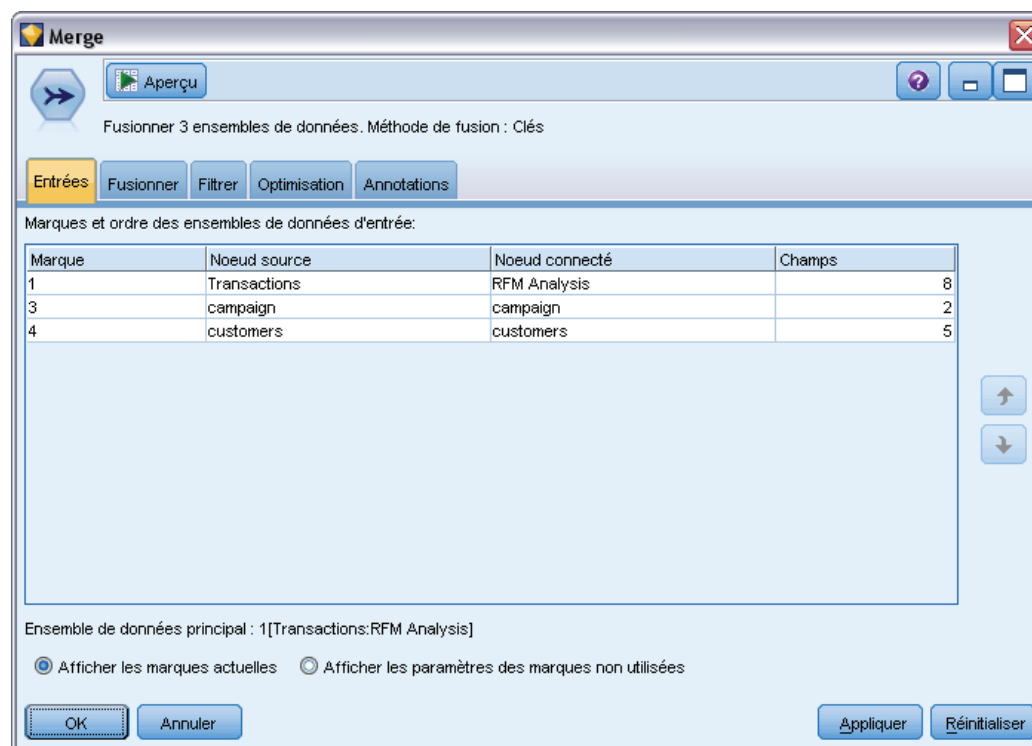 Merge
Aperçu
Fusionner 3 ensembles de données. Méthode de fusion : Clés
Entrées Fusionner Filtrer Optimisation Annotations
Marques et ordre des ensembles de données d'entrée:
Marque Noeud source Noeud connecté Champs
1 Transactions RFM Analysis 8
3 campaign campaign 2
4 customers customers 5
Ensemble de données principal : 1[Transactions:RFM Analysis]
Afficher les marques actuelles Afficher les paramètres des marques non utilisées
OK Annuler Appliquer Réinitialiser